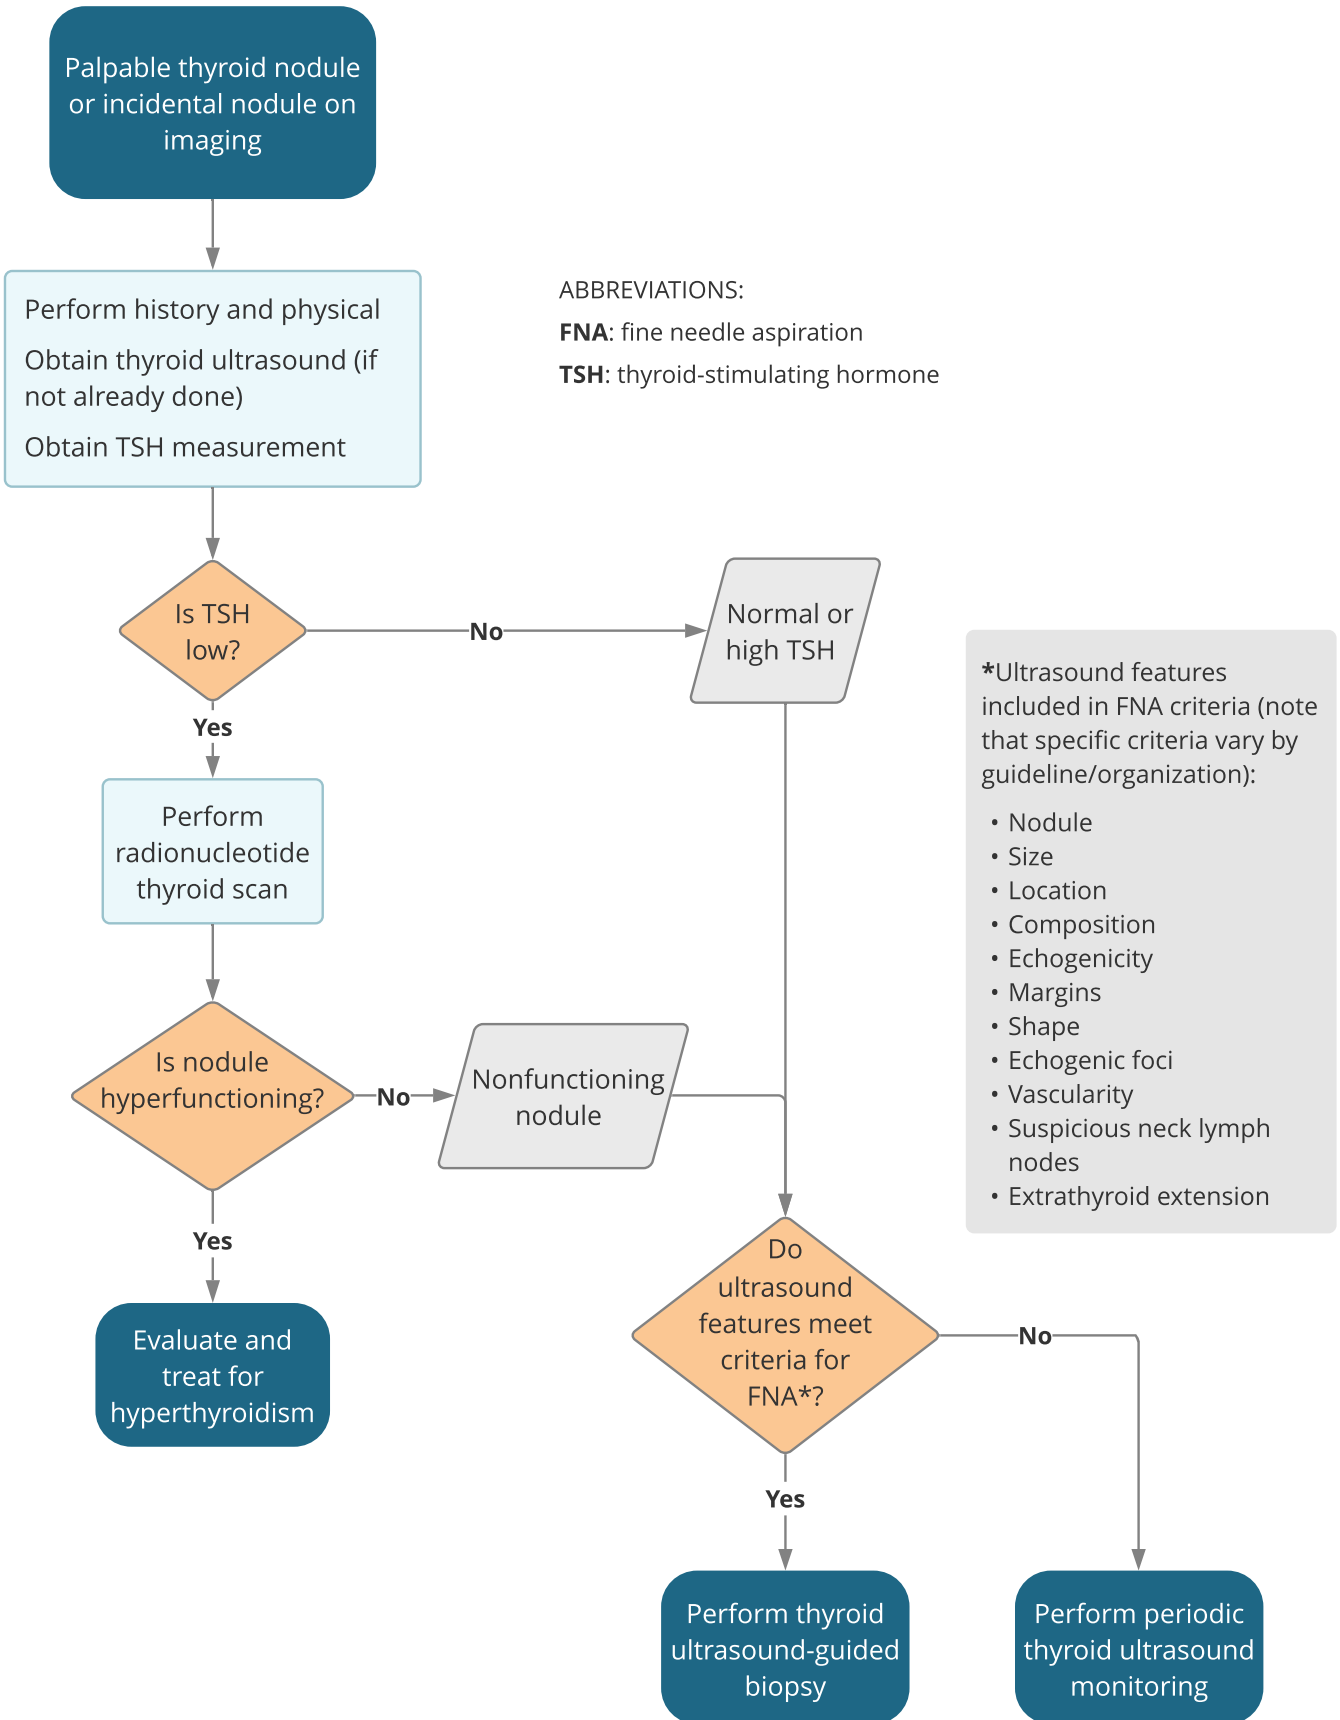 Palpable thyroid nodule
or incidental nodule on
imaging
Perform history and physical
Obtain thyroid ultrasound (if
not already done)
Obtain TSH measurement
ABBREVIATIONS:
FNA: fine needle aspiration
TSH: thyroid-stimulating hormone
Is TSH
low?
No
Normal or
high TSH
Yes
Perform
radionucleotide
thyroid scan
*Ultrasound features
included in FNA criteria (note
that specific criteria vary by
guideline/organization):
• Nodule
• Size
• Location
• Composition
• Echogenicity
• Margins
• Shape
• Echogenic foci
• Vascularity
• Suspicious neck lymph
nodes
• Extrathyroid extension
Is nodule
hyperfunctioning?
No
Nonfunctioning
nodule
Yes
Evaluate and
treat for
hyperthyroidism
Do
ultrasound
features meet
criteria for
FNA*?
No
Yes
Perform thyroid
ultrasound-guided
biopsy
Perform periodic
thyroid ultrasound
monitoring